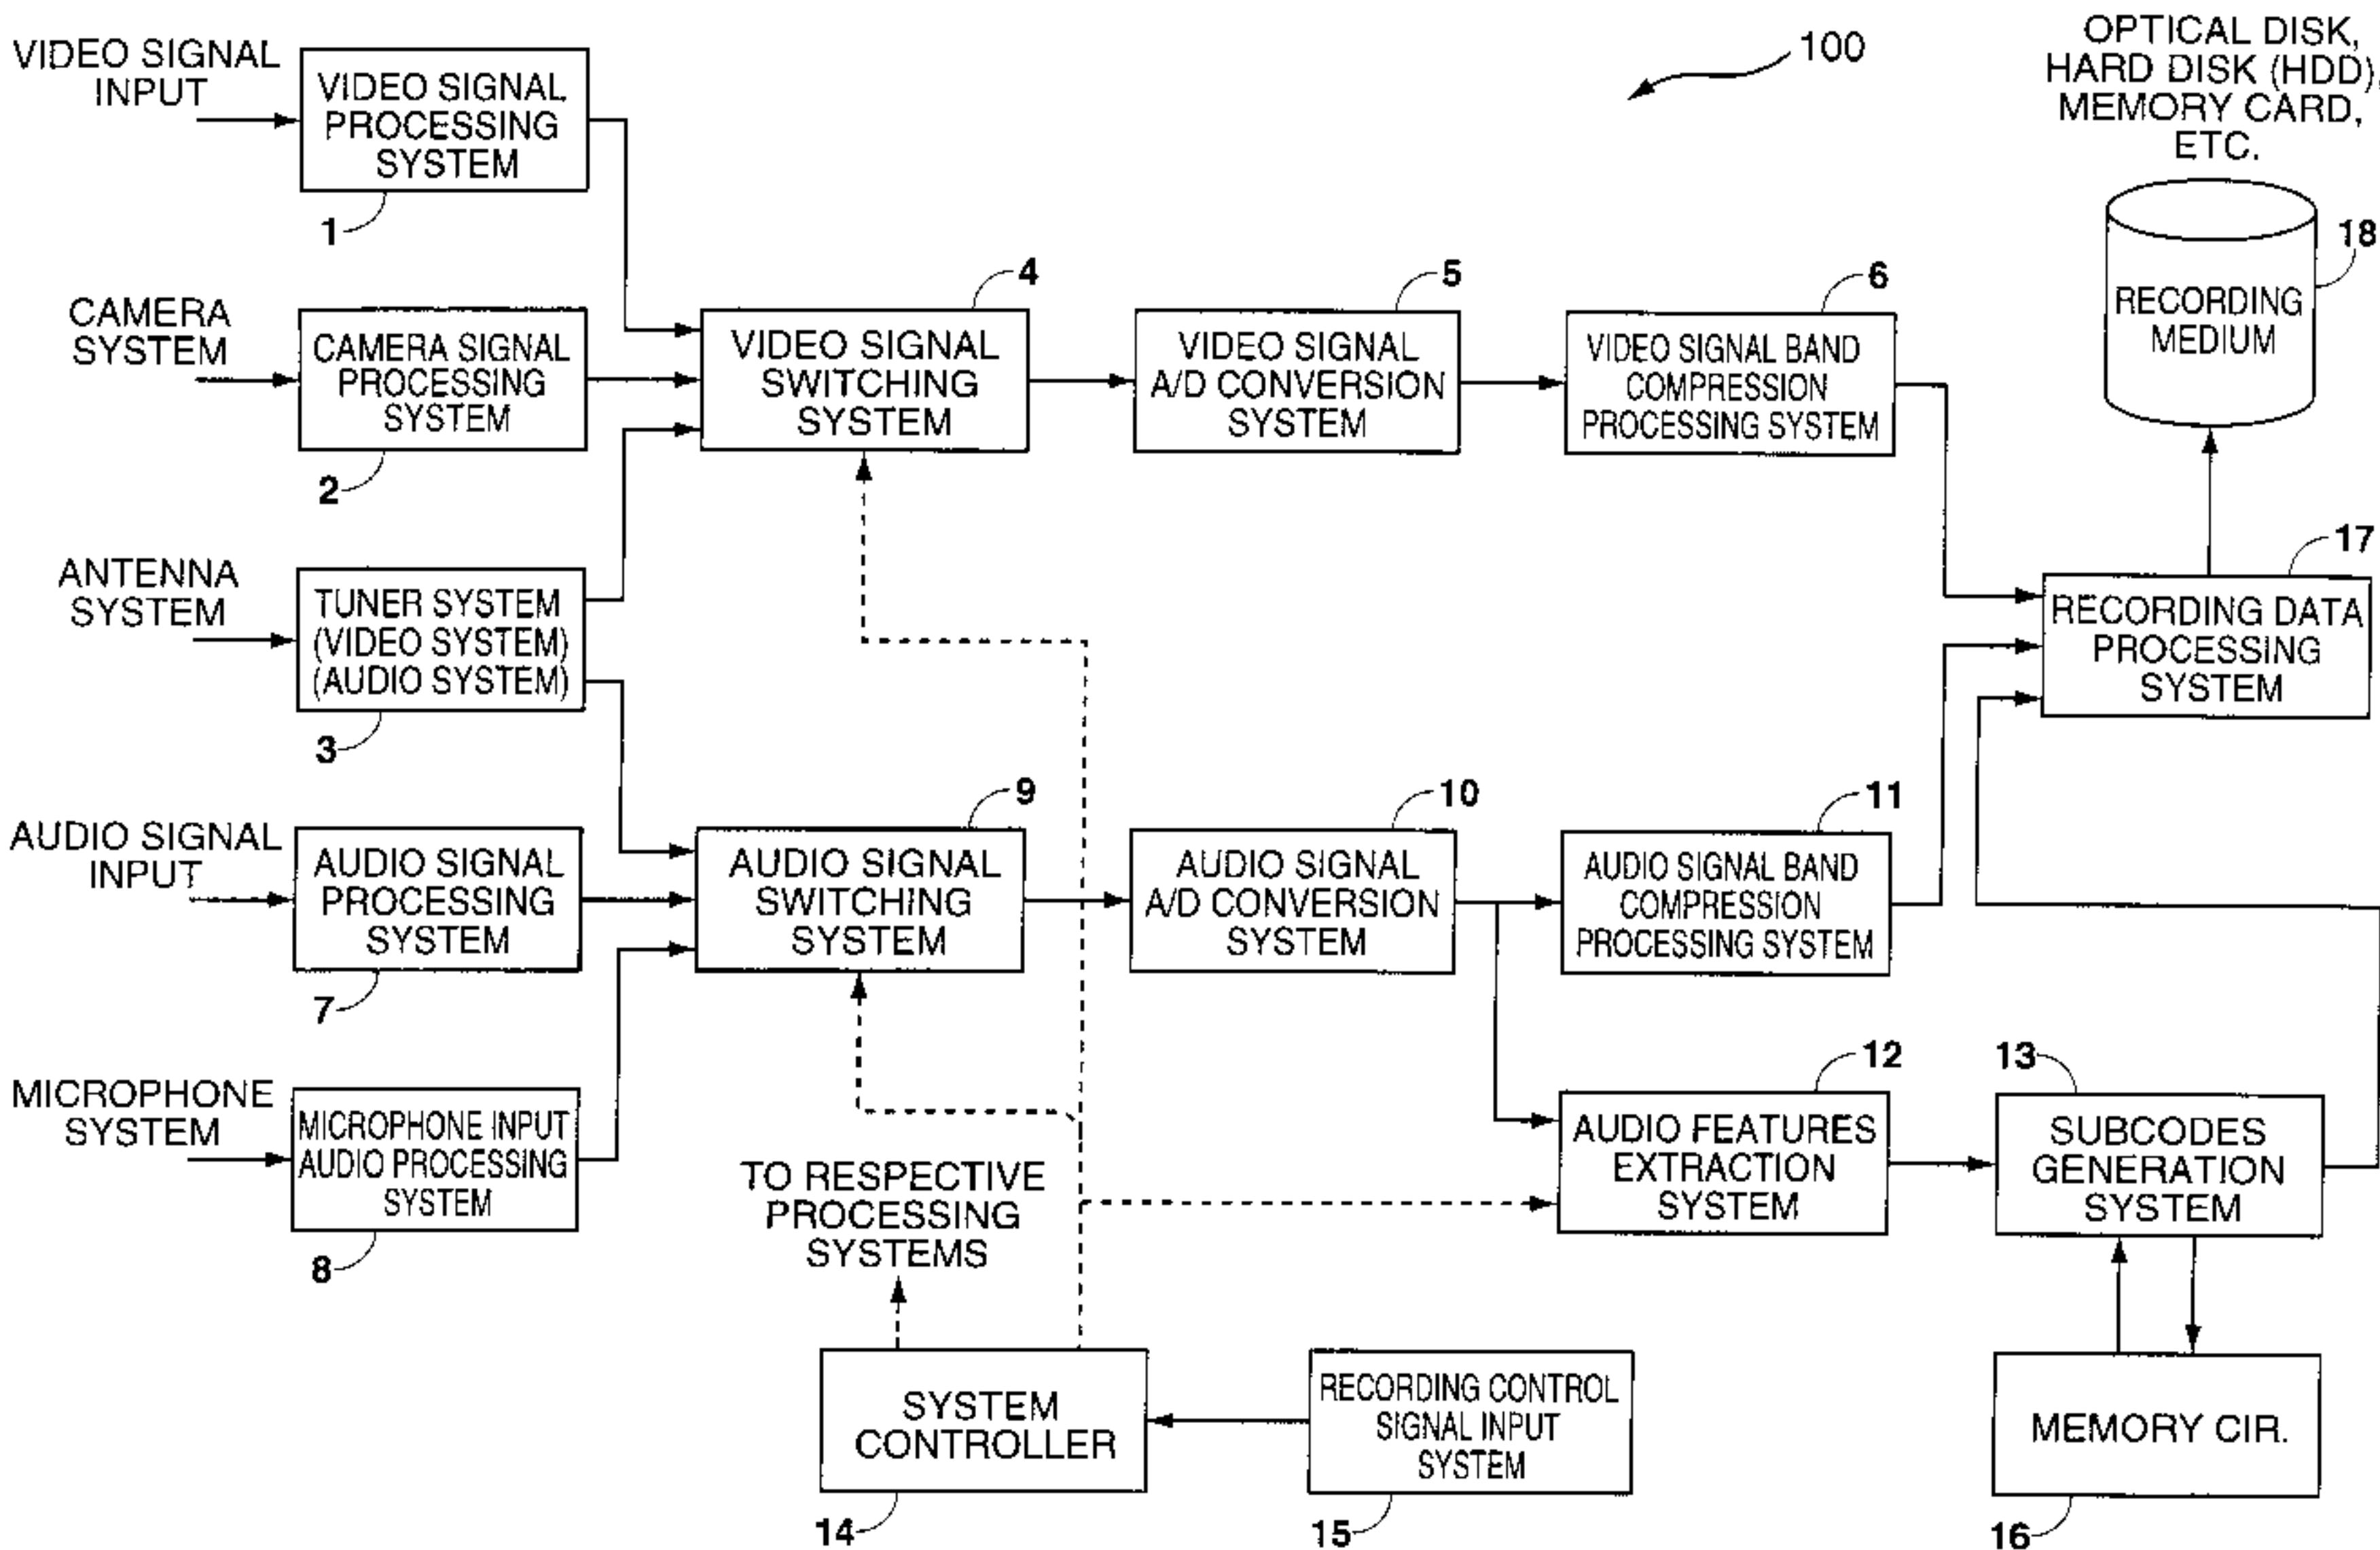 VIDEO SIGNAL
INPUT
VIDEO SIGNAL
PROCESSING
SYSTEM
1
100
OPTICAL DISK,
HARD DISK (HDD),
MEMORY CARD,
ETC.
RECORDING
MEDIUM
18
CAMERA
SYSTEM
CAMERA SIGNAL
PROCESSING
SYSTEM
2
VIDEO SIGNAL
SWITCHING
SYSTEM
4
VIDEO SIGNAL
A/D CONVERSION
SYSTEM
5
VIDEO SIGNAL BAND
COMPRESSION
PROCESSING SYSTEM
6
ANTENNA
SYSTEM
TUNER SYSTEM
(VIDEO SYSTEM)
(AUDIO SYSTEM)
3
17
RECORDING DATA
PROCESSING
SYSTEM
AUDIO SIGNAL
INPUT
AUDIO SIGNAL
PROCESSING
SYSTEM
7
9
AUDIO SIGNAL
SWITCHING
SYSTEM
10
AUDIO SIGNAL
A/D CONVERSION
SYSTEM
11
AUDIO SIGNAL BAND
COMPRESSION
PROCESSING SYSTEM
MICROPHONE
SYSTEM
MICROPHONE INPUT
AUDIO PROCESSING
SYSTEM
8
TO RESPECTIVE
PROCESSING
SYSTEMS
12
AUDIO FEATURES
EXTRACTION
SYSTEM
13
SUBCODES
GENERATION
SYSTEM
SYSTEM
CONTROLLER
14
RECORDING CONTROL
SIGNAL INPUT
SYSTEM
15
MEMORY CIR.
16